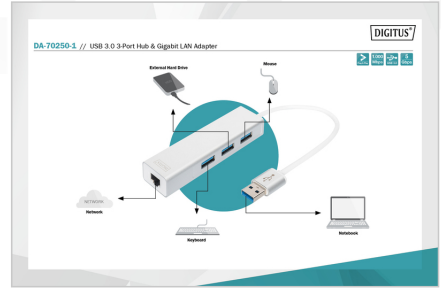 DIGITUS®
DA-70250-1 // USB 3.0 3-Port Hub & Gigabit LAN Adapter
External Hard Drive
Mouse
NETWORK
Network
Keyboard
Notebook